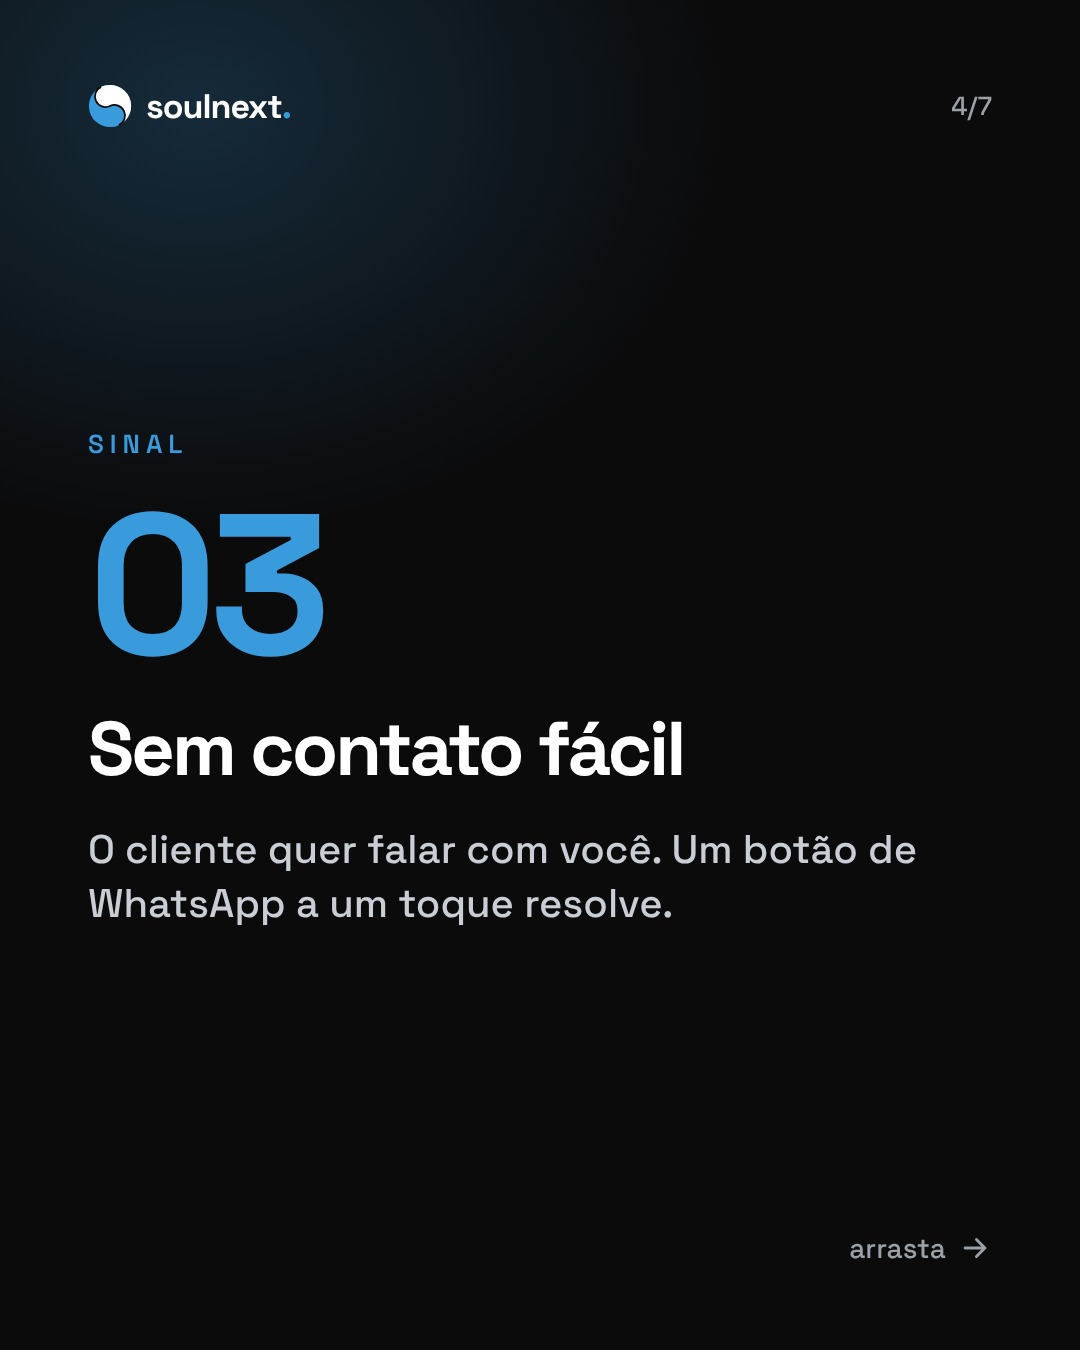 soulnext.
4/7
SINAL
03
Sem contato fácil
O cliente quer falar com você. Um botão de
WhatsApp a um toque resolve.
arrasta →